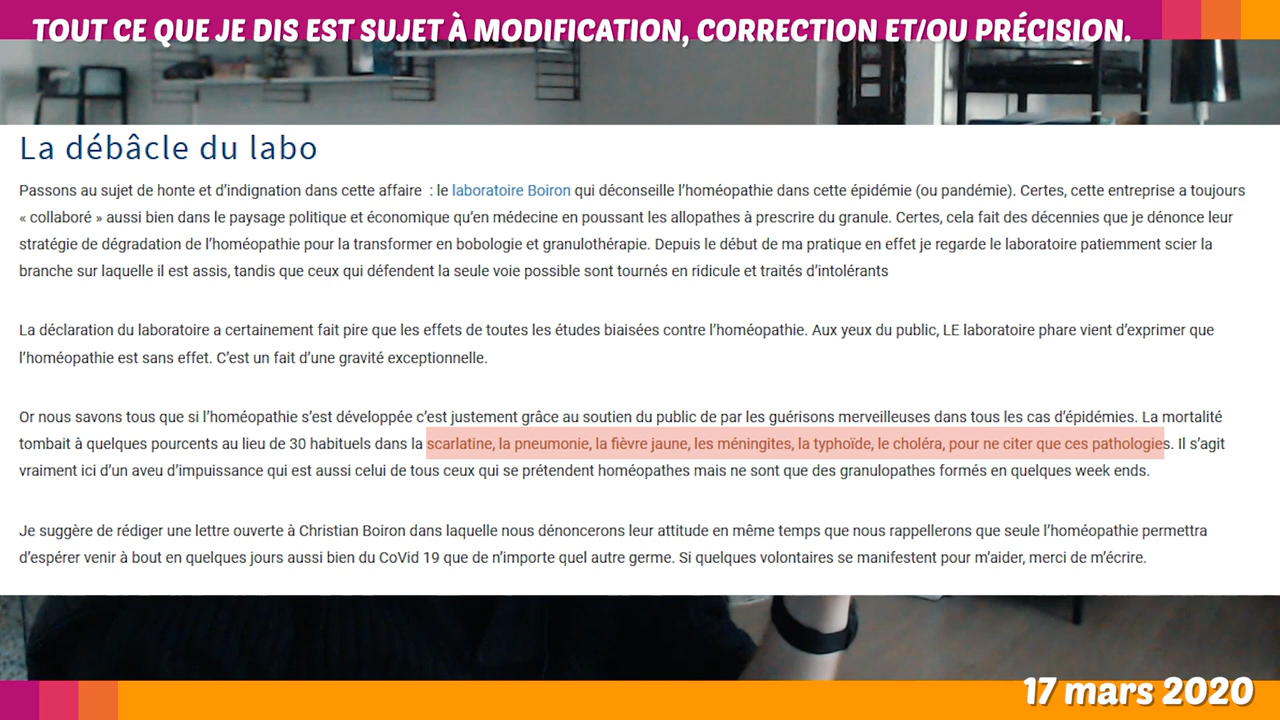 TOUT CE QUE JE DIS EST SUJET À MODIFICATION, CORRECTION ET/OU PRÉCISION.
La débâcle du labo
Passons au sujet de honte et d’indignation dans cette affaire  : le laboratoire Boiron qui déconseille l’homéopathie dans cette épidémie (ou pandémie). Certes, cette entreprise a toujours
« collaboré » aussi bien dans le paysage politique et économique qu’en médecine en poussant les allopathes à prescrire du granule. Certes, cela fait des décennies que je dénonce leur
stratégie de dégradation de l’homéopathie pour la transformer en bobologie et granulothérapie. Depuis le début de ma pratique en effet je regarde le laboratoire patiemment scier la
branche sur laquelle il est assis, tandis que ceux qui défendent la seule voie possible sont tournés en ridicule et traités d’intolérants
La déclaration du laboratoire a certainement fait pire que les effets de toutes les études biaisées contre l’homéopathie. Aux yeux du public, LE laboratoire phare vient d’exprimer que
l’homéopathie est sans effet. C’est un fait d’une gravité exceptionnelle.
Or nous savons tous que si l’homéopathie s’est développée c’est justement grâce au soutien du public de par les guérisons merveilleuses dans tous les cas d’épidémies. La mortalité
tombait à quelques pourcents au lieu de 30 habituels dans la scarlatine, la pneumonie, la fièvre jaune, les méningites, la typhoïde, le choléra, pour ne citer que ces pathologies. Il s’agit
vraiment ici d’un aveu d’impuissance qui est aussi celui de tous ceux qui se prétendent homéopathes mais ne sont que des granulopathes formés en quelques week ends.
Je suggère de rédiger une lettre ouverte à Christian Boiron dans laquelle nous dénoncerons leur attitude en même temps que nous rappellerons que seule l’homéopathie permettra
d’espérer venir à bout en quelques jours aussi bien du CoVid 19 que de n’importe quel autre germe. Si quelques volontaires se manifestent pour m’aider, merci de m’écrire.
17 mars 2020